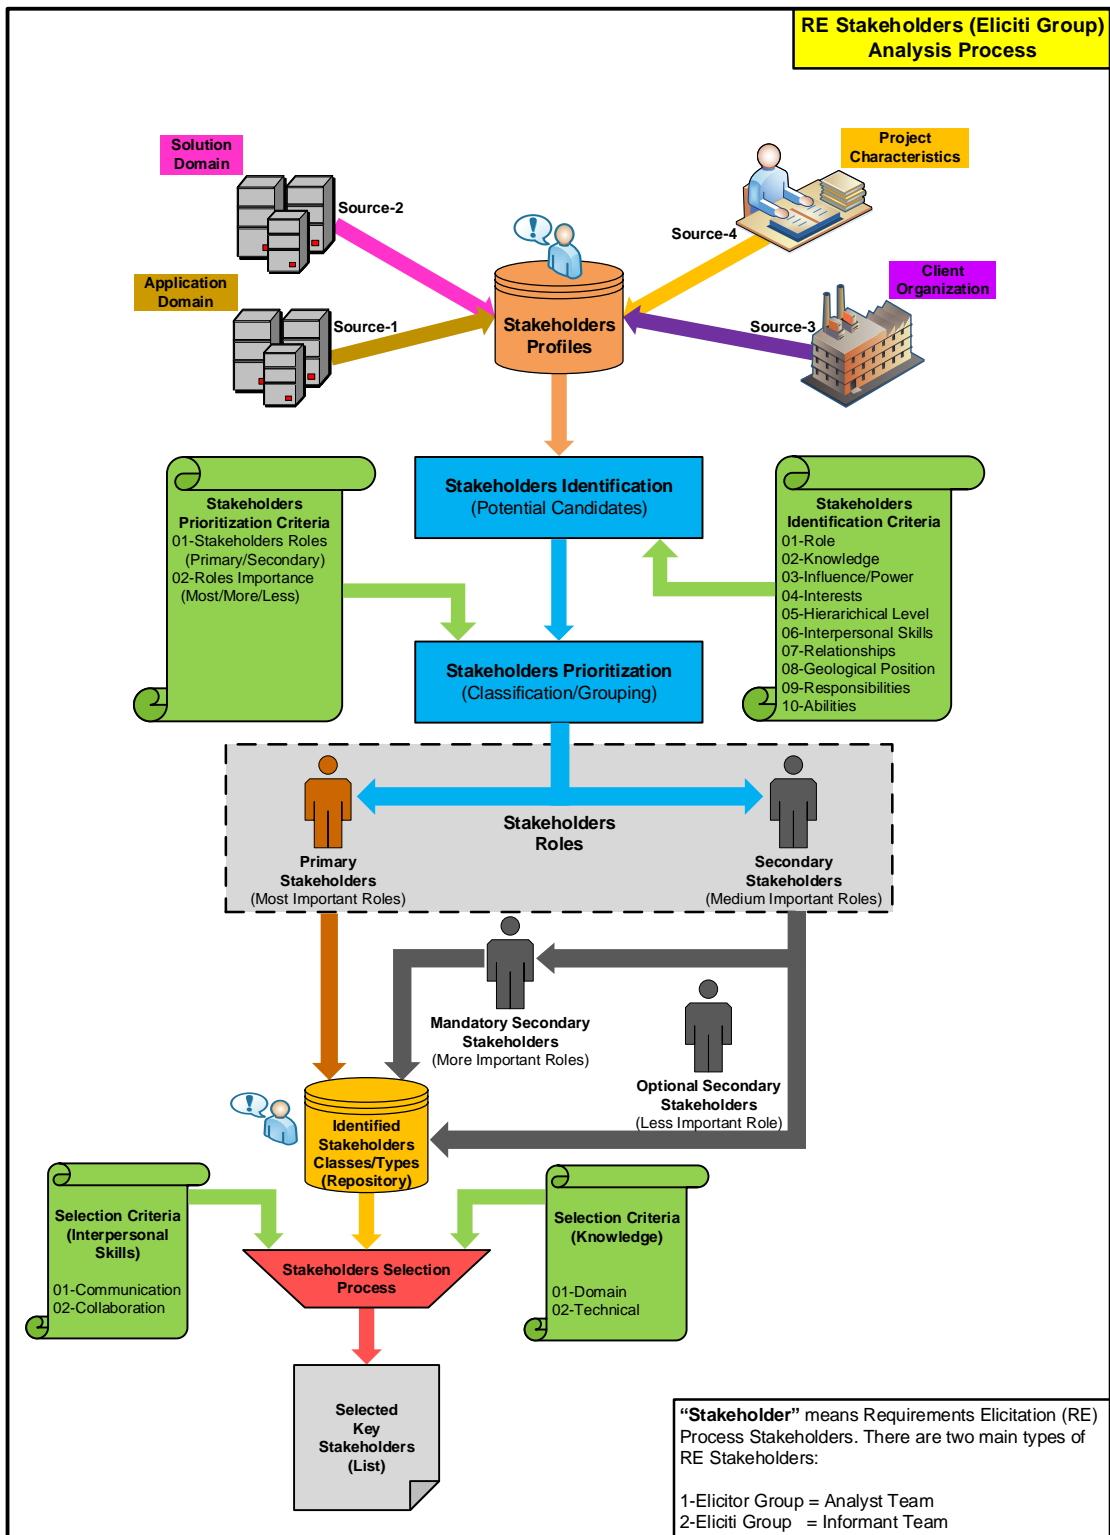 RE Stakeholders (Eliciti Group)
Analysis Process
Solution
Domain
Project
Characteristics
Source-2
Source-4
Application
Domain
Client
Organization
Source-1
Source-3
Stakeholders
Profiles
Stakeholders Identification
(Potential Candidates)
Stakeholders
Prioritization Criteria
01-Stakeholders Roles
(Primary/Secondary)
02-Roles Importance
(Most/More/Less)
Stakeholders
Identification Criteria
01-Role
02-Knowledge
03-Influence/Power
04-Interests
05-Hierarichical Level
06-Interpersonal Skills
07-Relationships
08-Geological Position
09-Responsibilities
10-Abilities
Stakeholders Prioritization
(Classification/Grouping)
Stakeholders
Roles
Primary
Stakeholders
(Most Important Roles)
Secondary
Stakeholders
(Medium Important Roles)
Mandatory Secondary
Stakeholders
(More Important Roles)
Optional Secondary
Stakeholders
(Less Important Role)
Identified
Stakeholders
Classes/Types
(Repository)
Selection Criteria
(Interpersonal
Skills)
01-Communication
02-Collaboration
Selection Criteria
(Knowledge)
01-Domain
02-Technical
Stakeholders Selection
Process
Selected
Key
Stakeholders
(List)
“Stakeholder” means Requirements Elicitation (RE)
Process Stakeholders. There are two main types of
RE Stakeholders:
1-Elicitor Group = Analyst Team
2-Eliciti Group = Informant Team